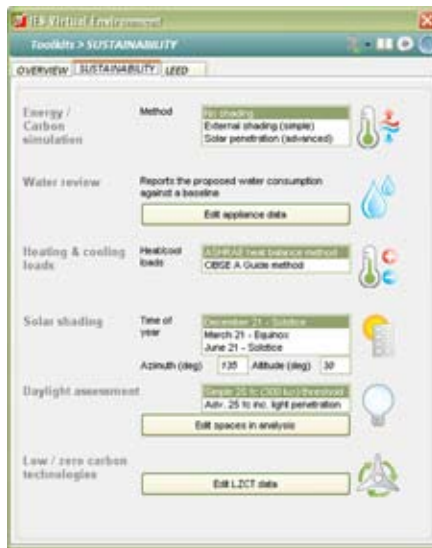 IES Virtual Environment
Toolkits > SUSTAINABILITY
OVERVIEW SUSTAINABILITY LEED
Energy / Carbon simulation
Method
No shading
External shading (simple)
Solar penetration (advanced)
Water review
Reports the proposed water consumption
against a baseline
Edit appliance data
Heating & cooling loads
Heat/cool loads
ASHRAE heat balance method
CIBSE A Guide method
Solar shading
Time of year
December 21 - Solstice
March 21 - Equinox
June 21 - Solstice
Azimuth (deg) 135 Altitude (deg) 30
Daylight assessment
Simple 25 fc (300 lux) threshold
Adv. 25 fc inc. light penetration
Edit spaces in analysis
Low / zero carbon technologies
Edit LZCT data